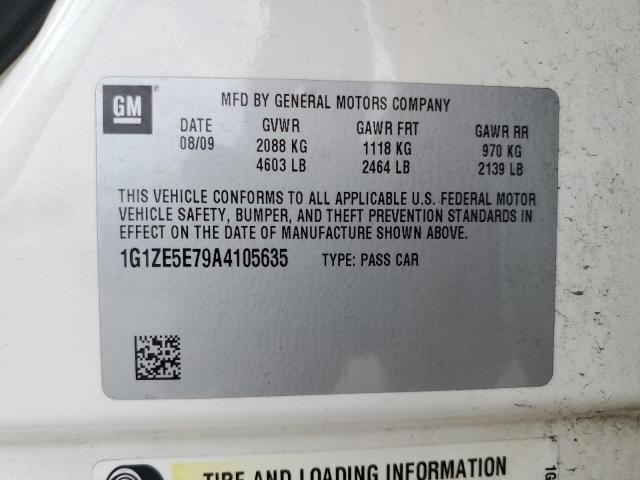 GM
MFD BY GENERAL MOTORS COMPANY
DATE GVWR GAWR FRT GAWR RR
08/09 2088 KG 1118 KG 970 KG
4603 LB 2464 LB 2139 LB
THIS VEHICLE CONFORMS TO ALL APPLICABLE U.S. FEDERAL MOTOR
VEHICLE SAFETY, BUMPER, AND THEFT PREVENTION STANDARDS IN
EFFECT ON THE DATE OF MANUFACTURE SHOWN ABOVE.
1G1ZE5E79A4105635 TYPE: PASS CAR
TIRE AND LOADING INFORMATION